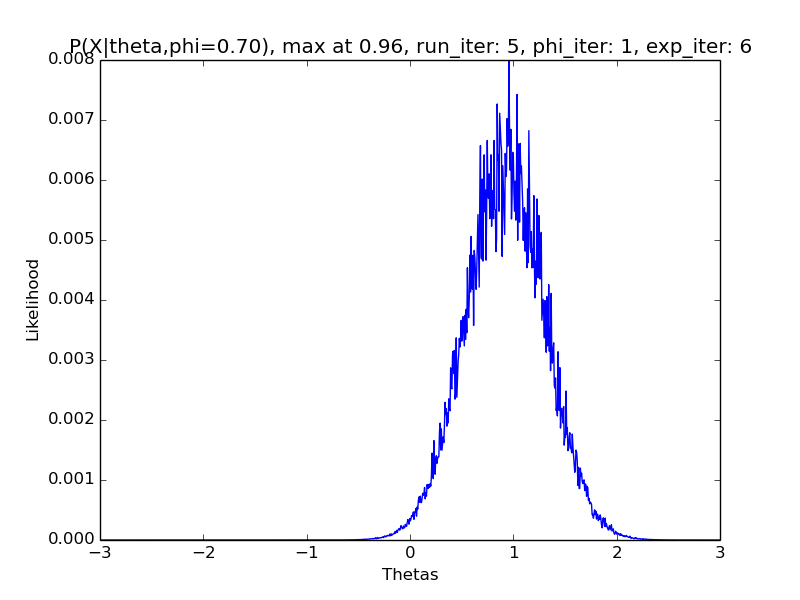 P(X|theta,phi=0.70), max at 0.96, run_iter: 5, phi_iter: 1, exp_iter: 6
0.008
0.007
0.006
0.005
0.004
0.003
0.002
0.001
0.000
Likelihood
−3 −2 −1 0 1 2 3
Thetas